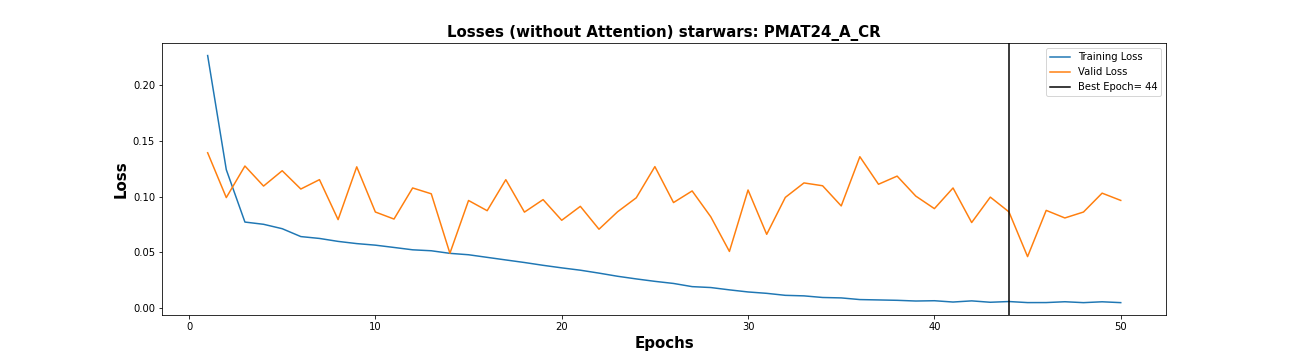 Losses (without Attention) starwars: PMAT24_A_CR
Training Loss
Valid Loss
Best Epoch= 44
0.20
0.15
0.10
0.05
0.00
Loss
0 10 20 30 40 50
Epochs